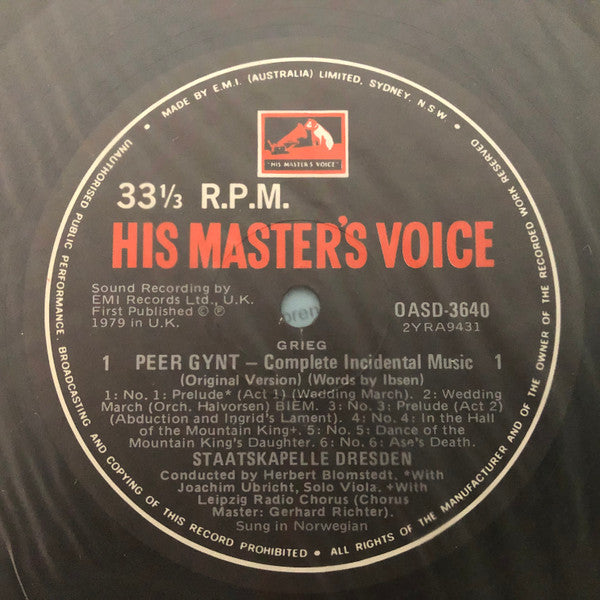 • MADE BY E.M.I. (AUSTRALIA) LIMITED, SYDNEY, N.S.W. •
UNAUTHORISED PUBLIC PERFORMANCE, BROADCASTING AND COPYING OF THIS RECORD PROHIBITED • ALL RIGHTS OF THE MANUFACTURER AND OF THE OWNER OF THE RECORDED WORK RESERVED
"HIS MASTER'S VOICE"
33⅓ R.P.M.
HIS MASTER'S VOICE
Sound Recording by
EMI Records Ltd., U.K.
First Published © ℗
1979 in U.K.
OASD-3640
2YRA9431
GRIEG
1 PEER GYNT — Complete Incidental Music 1
(Original Version) (Words by Ibsen)
1: No. 1: Prelude* (Act 1) (Wedding March). 2: Wedding
March (Orch. Halvorsen) BIEM. 3: No. 3: Prelude (Act 2)
(Abduction and Ingrid's Lament). 4: No. 4: In the Hall
of the Mountain King+. 5: No. 5: Dance of the
Mountain King's Daughter. 6: No. 6: Ase's Death.
STAATSKAPELLE DRESDEN
Conducted by Herbert Blomstedt. *With
Joachim Ubricht, Solo Viola. +With
Leipzig Radio Chorus (Chorus
Master: Gerhard Richter).
Sung in Norwegian